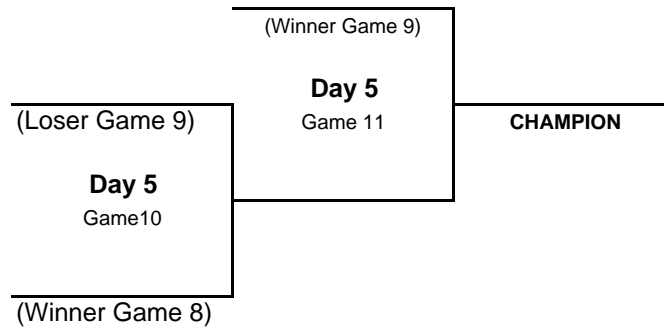 (Winner Game 9)
Day 5
Game 11
CHAMPION
(Loser Game 9)
Day 5
Game10
(Winner Game 8)